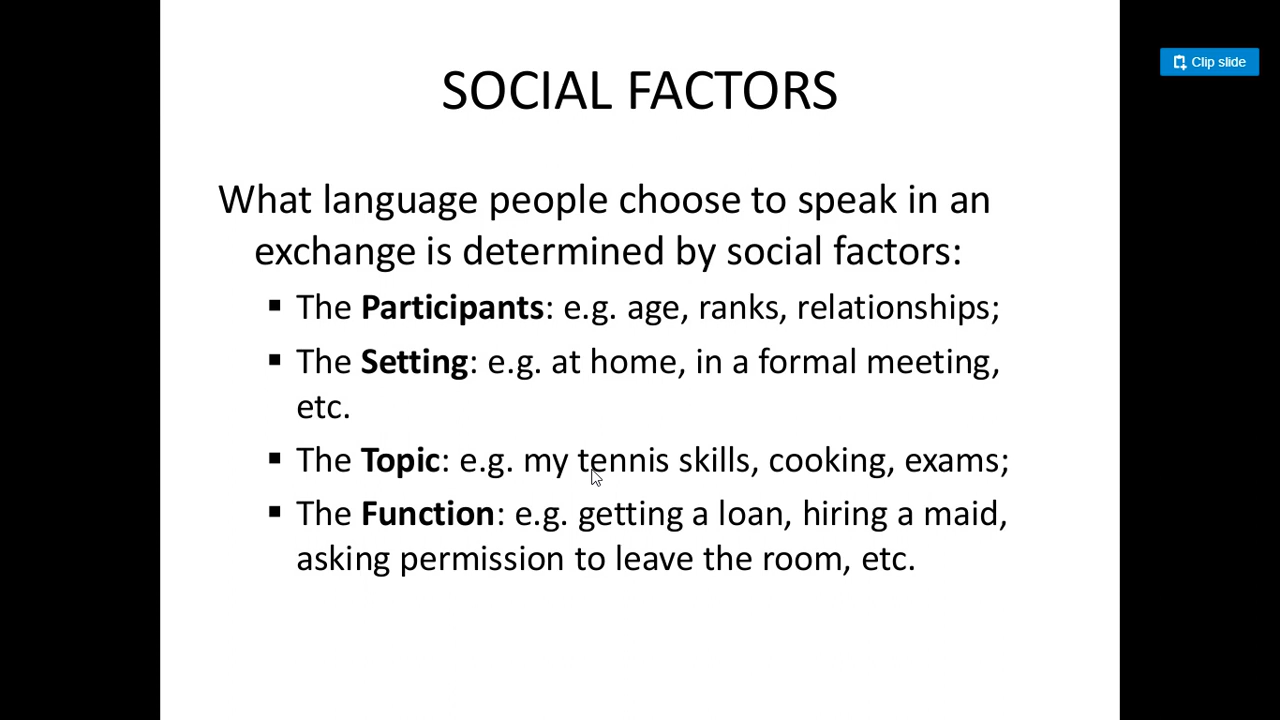 Clip slide
SOCIAL FACTORS
What language people choose to speak in an
exchange is determined by social factors:
▪ The Participants: e.g. age, ranks, relationships;
▪ The Setting: e.g. at home, in a formal meeting,
etc.
▪ The Topic: e.g. my tennis skills, cooking, exams;
▪ The Function: e.g. getting a loan, hiring a maid,
asking permission to leave the room, etc.